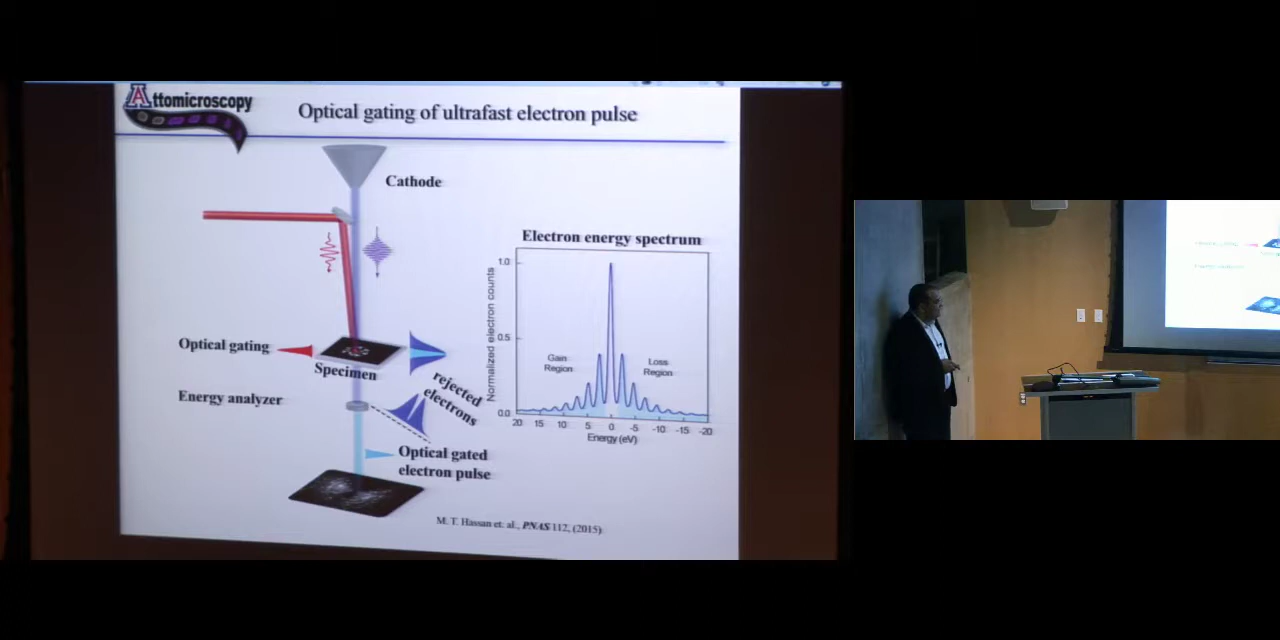 Attomicroscopy
Optical gating of ultrafast electron pulse
Cathode
Electron energy spectrum
Normalized electron counts
1.0
0.5
0.0
Gain
Region
Loss
Region
20 15 10 5 0 -5 -10 -15 -20
Energy (eV)
Optical gating
Specimen
rejected
electrons
Energy analyzer
Optical gated
electron pulse
M. T. Hassan et. al., PNAS 112, (2015).